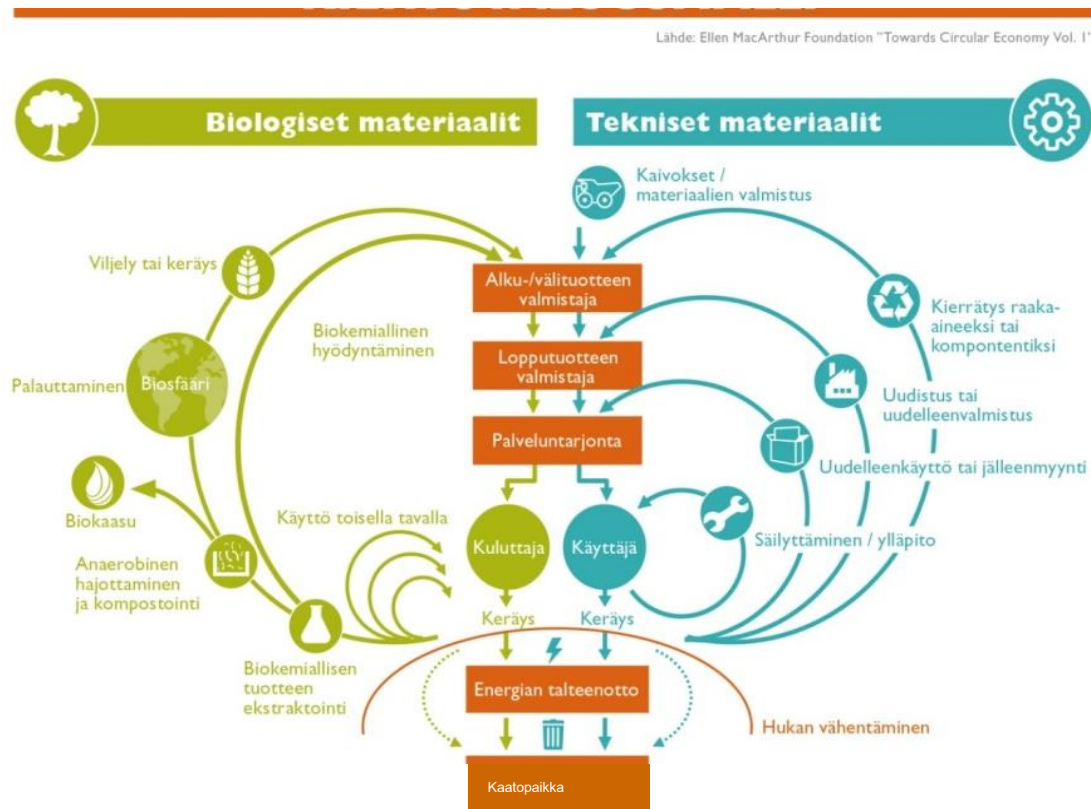 Lähde: Ellen MacArthur Foundation "Towards Circular Economy Vol. 1"
Biologiset materiaalit
Tekniset materiaalit
Kaivokset /
materiaalien valmistus
Viljely tai keräys
Alku-/välituotteen
valmistaja
Kierrätys raaka-
aineeksi tai
kompontentiksi
Biokemiallinen
hyödyntäminen
Lopputuotteen
valmistaja
Palauttaminen
Biosfääri
Uudistus tai
uudelleenvalmistus
Palveluntarjonta
Uudelleenkäyttö tai jälleenmyynti
Biokaasu
Käyttö toisella tavalla
Kuluttaja
Käyttäjä
Säilyttäminen / ylläpito
Anaerobinen
hajottaminen
ja kompostointi
Keräys
Keräys
Biokemiallisen
tuotteen
ekstraktointi
Energian talteenotto
Hukan vähentäminen
Kaatopaikka